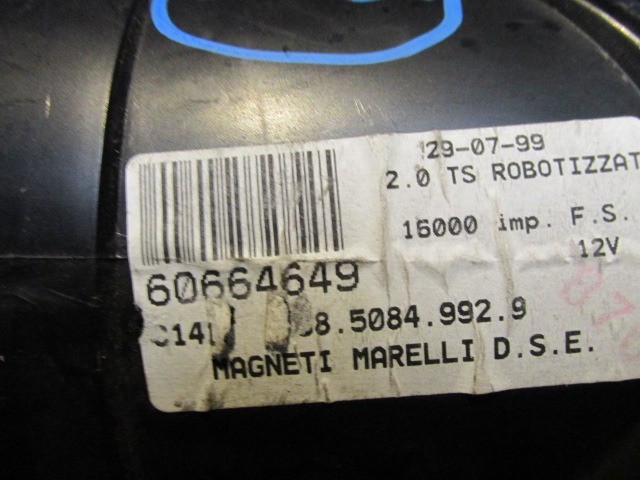 29-07-99
2.0 TS ROBOTIZZAT
16000 imp. F.S.
12V
60664649
8.5084.992.9
MAGNETI MARELLI D.S.E.